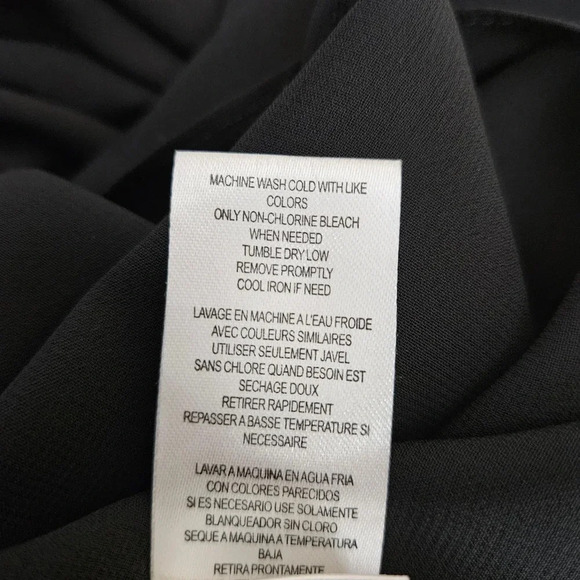 MACHINE WASH COLD WITH LIKE
COLORS
ONLY NON-CHLORINE BLEACH
WHEN NEEDED
TUMBLE DRY LOW
REMOVE PROMPTLY
COOL IRON IF NEED
LAVAGE EN MACHINE A L'EAU FROIDE
AVEC COULEURS SIMILAIRES
UTILISER SEULEMENT JAVEL
SANS CHLORE QUAND BESOIN EST
SECHAGE DOUX
RETIRER RAPIDEMENT
REPASSER A BASSE TEMPERATURE SI
NECESSAIRE
LAVAR A MAQUINA EN AGUA FRIA
CON COLORES PARECIDOS
SI ES NECESARIO USE SOLAMENTE
BLANQUEADOR SIN CLORO
SEQUE A MAQUINA A TEMPERATURA
BAJA
RETIRA PRONTAMENTE